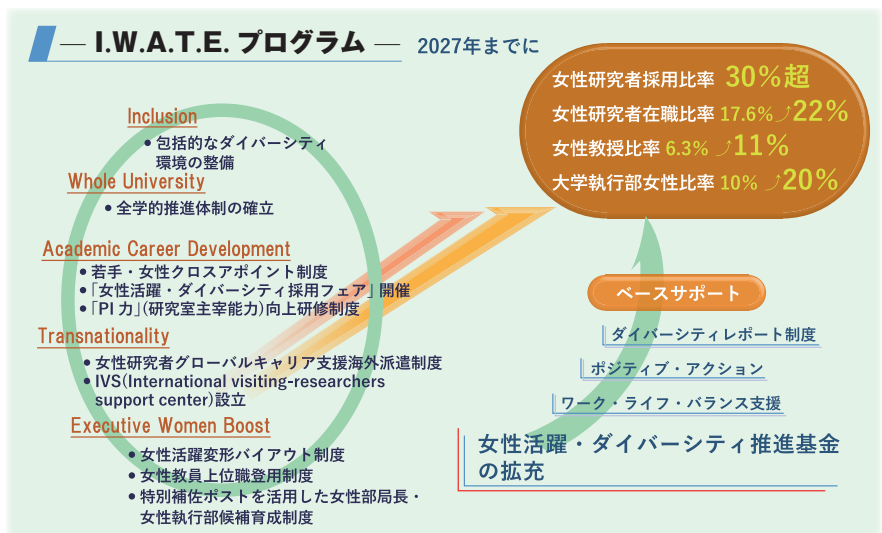 I.W.A.T.E. プログラム
2027年までに
女性研究者採用比率 30%超
女性研究者在職比率 17.6% ⤴ 22%
女性教授比率 6.3% ⤴ 11%
大学執行部女性比率 10% ⤴ 20%
Inclusion
• 包括的なダイバーシティ
環境の整備
Whole University
• 全学的推進体制の確立
Academic Career Development
• 若手・女性クロスアポイント制度
• 「女性活躍・ダイバーシティ採用フェア」開催
• 「PI 力」(研究室主宰能力)向上研修制度
Transnationality
• 女性研究者グローバルキャリア支援海外派遣制度
• IVS(International visiting-researchers
support center)設立
Executive Women Boost
• 女性活躍変形バイアウト制度
• 女性教員上位職登用制度
• 特別補佐ポストを活用した女性部局長・
女性執行部候補育成制度
ベースサポート
ダイバーシティレポート制度
ポジティブ・アクション
ワーク・ライフ・バランス支援
女性活躍・ダイバーシティ推進基金
の拡充